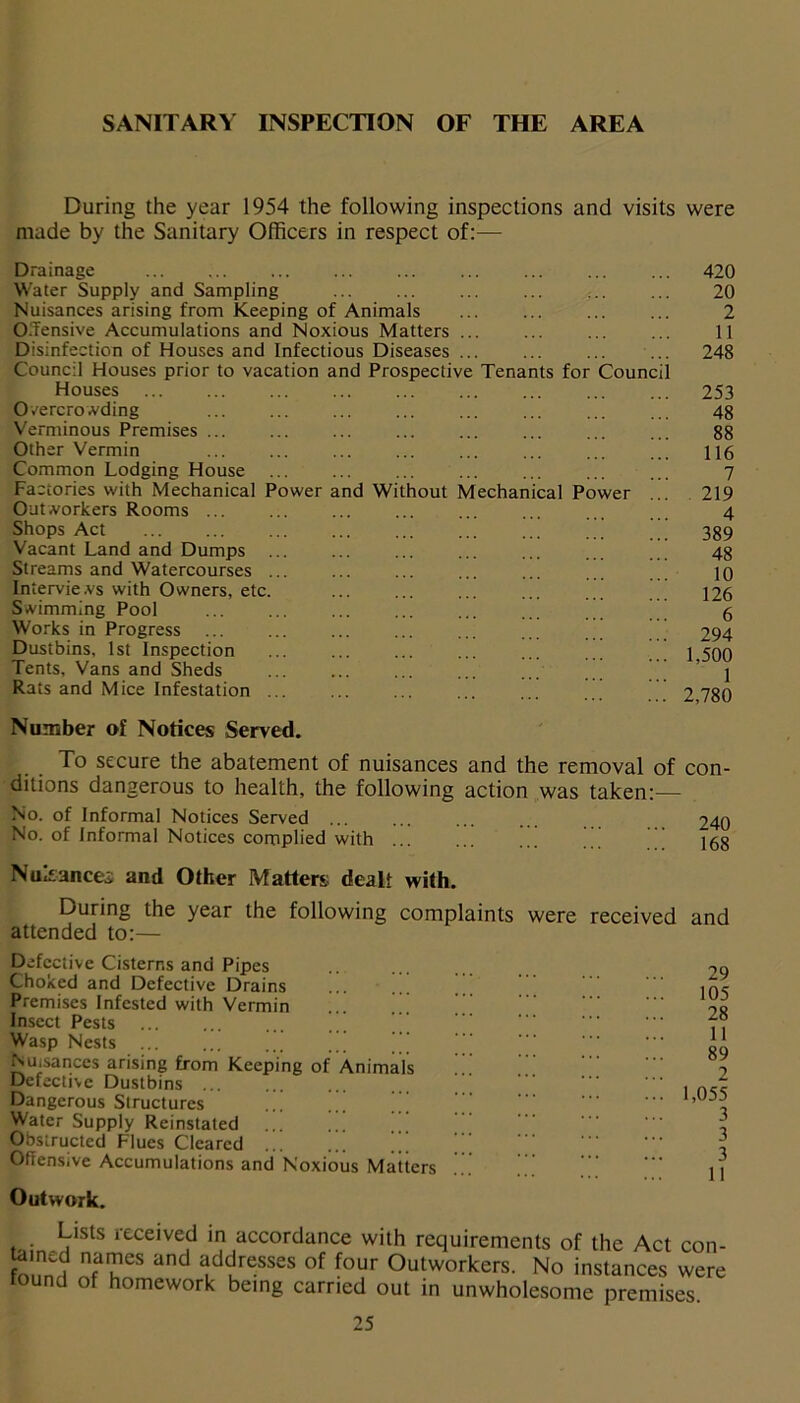 SANITARY INSPECTION OF THE AREA
During the year 1954 the following inspections and visits were
made by the Sanitary Officers in respect of:—
Drainage ... ... ... ... ... ... ... ... ... 420
Water Supply and Sampling ... ... ... ... ... ... 20
Nuisances arising from Keeping of Animals ... ... ... ... 2
Offensive Accumulations and Noxious Matters ... ... ... ... 11
Disinfection of Houses and Infectious Diseases ... ... ... ... 248
Council Houses prior to vacation and Prospective Tenants for Council
Houses ... ... ... ... ... ... ... ... ... 253
Overcrowding ... ... ... ... ... ... ... ... 48
Verminous Premises ... ... ... ... ... ... ... ... 88
Other Vermin ... ... ... ... ... ... ... ... 116
Common Lodging House ... ... ... ... ... ... ... 7
Factories with Mechanical Power and Without Mechanical Power ... 219
Outworkers Rooms ... ... ... ... ... ... ... ... 4
Shops Act ... ... ... ... ... ... ... ... ... 389
Vacant Land and Dumps ... ... ... ... ... ... ... 48
Streams and Watercourses ... ... ... ... ... ... ... 10
Interviews with Owners, etc. ... ... ... ... ... ... 126
Swimming Pool ... ... ... ... ... ... ... ... 6
Works in Progress ... ... ... ... ... ... ... ... 294
Dustbins, 1st Inspection ... ... ... ... ... ... ... 1,500
Tents, Vans and Sheds ... ... ... ... ... ... ... 1
Rats and Mice Infestation ... ... ... ... ... ... ... 2,780
Number of Notices Served.
To secure the abatement of nuisances and the removal of con-
ditions dangerous to health, the following action was taken:—
No. of Informal Notices Served ... ... ... ... ... ... 240
No. of Informal Notices complied with ... ... ... ... ... 168
Nuisances and Other Matters dealt with.
During the year the following complaints were received and
attended to:—
Defective Cisterns and Pipes ... ... ... ... ... ... 29
Choked and Defective Drains ... ... ... ... ... ... 105
Premises Infested with Vermin ... ... ... ... ... ... 28
Insect Pests ... ... ... ... ... ... ... ... 11
Wasp Nests ... ... ... ... ... ... ... ... 89
Nuisances arising from Keeping of Animals ... ... ... ... 2
Defective Dustbins ... ... ... ... ... ... ... 1,055
Dangerous Structures ... ... ... ... ... ... ... 3
Water Supply Reinstated ... ... ... ... ... ... ... 3
Obstructed Flues Cleared ... ... ... ... ... ... ... 3
Offensive Accumulations and Noxious Matters ... ... ... ... 11
Outwork.
Lists received in accordance with requirements of the Act con-
tained names and addresses of four Outworkers. No instances were
found of homework being carried out in unwholesome premises.
25